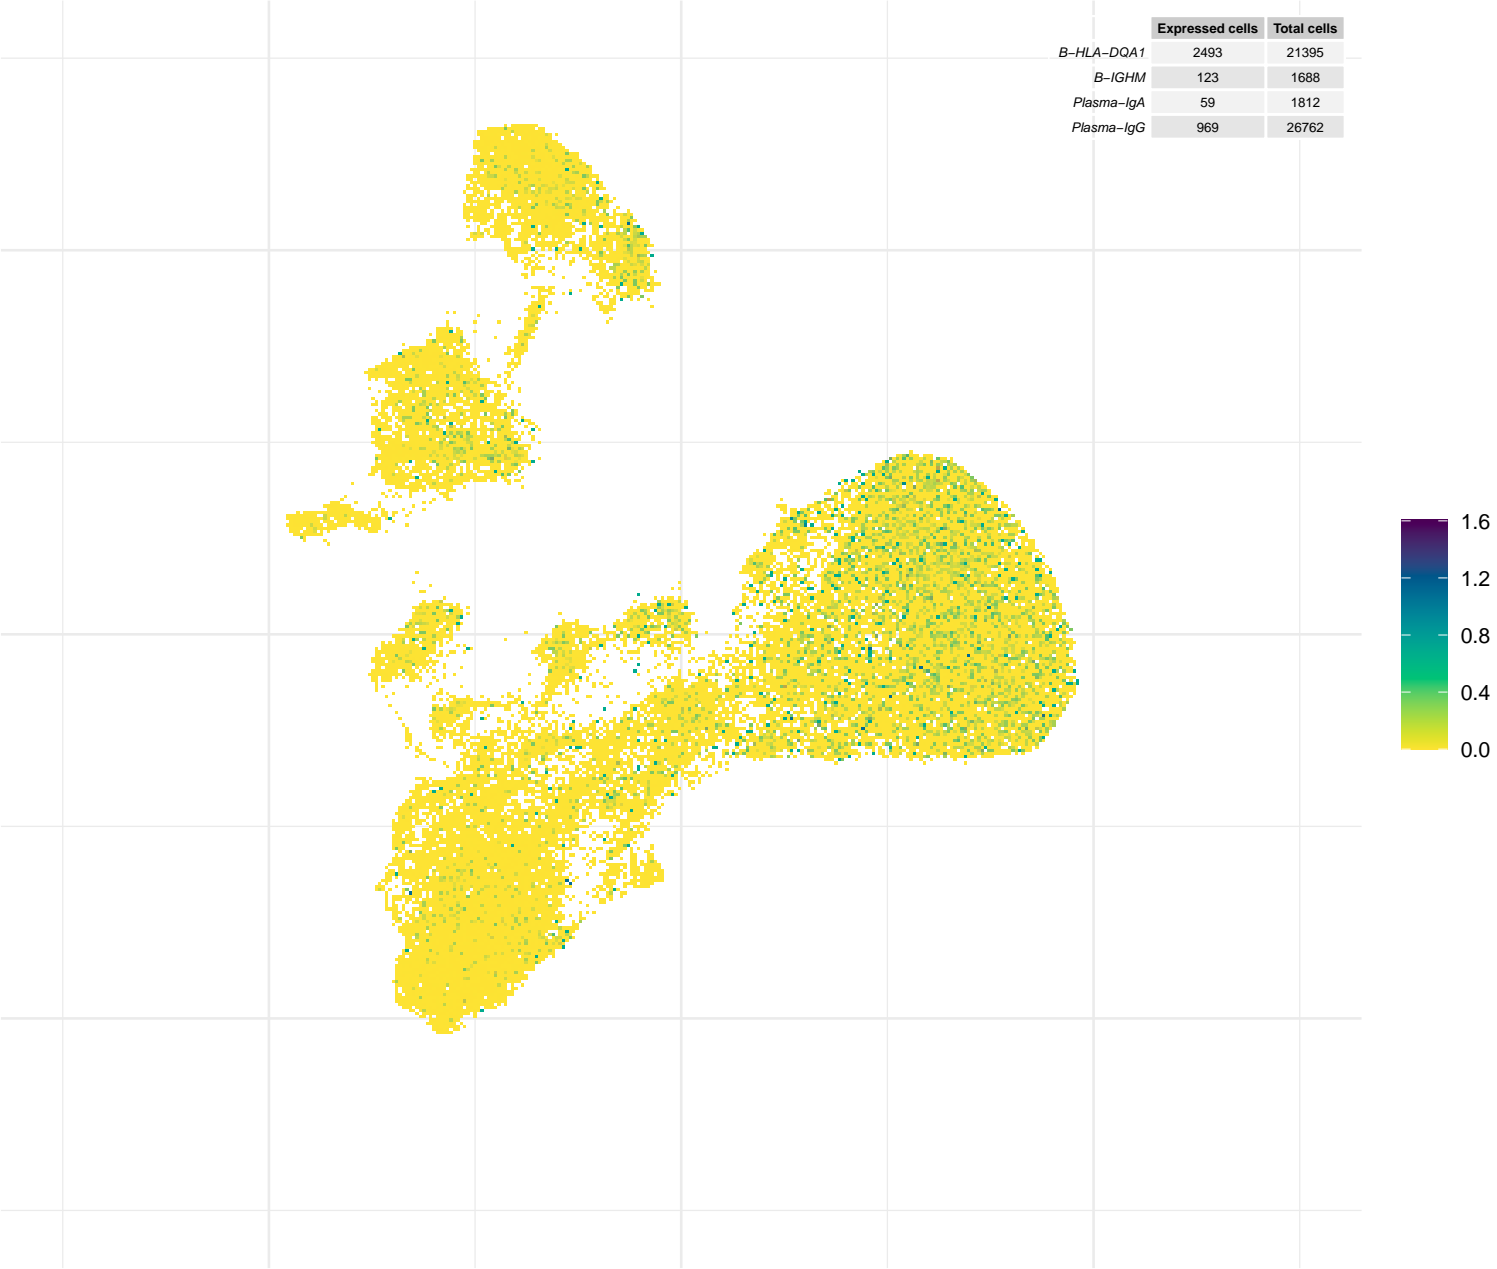 Expressed cells Total cells
B−HLA−DQA1 2493 21395
B−IGHM 123 1688
Plasma−IgA 59 1812
Plasma−IgG 969 26762
1.6
1.2
0.8
0.4
0.0